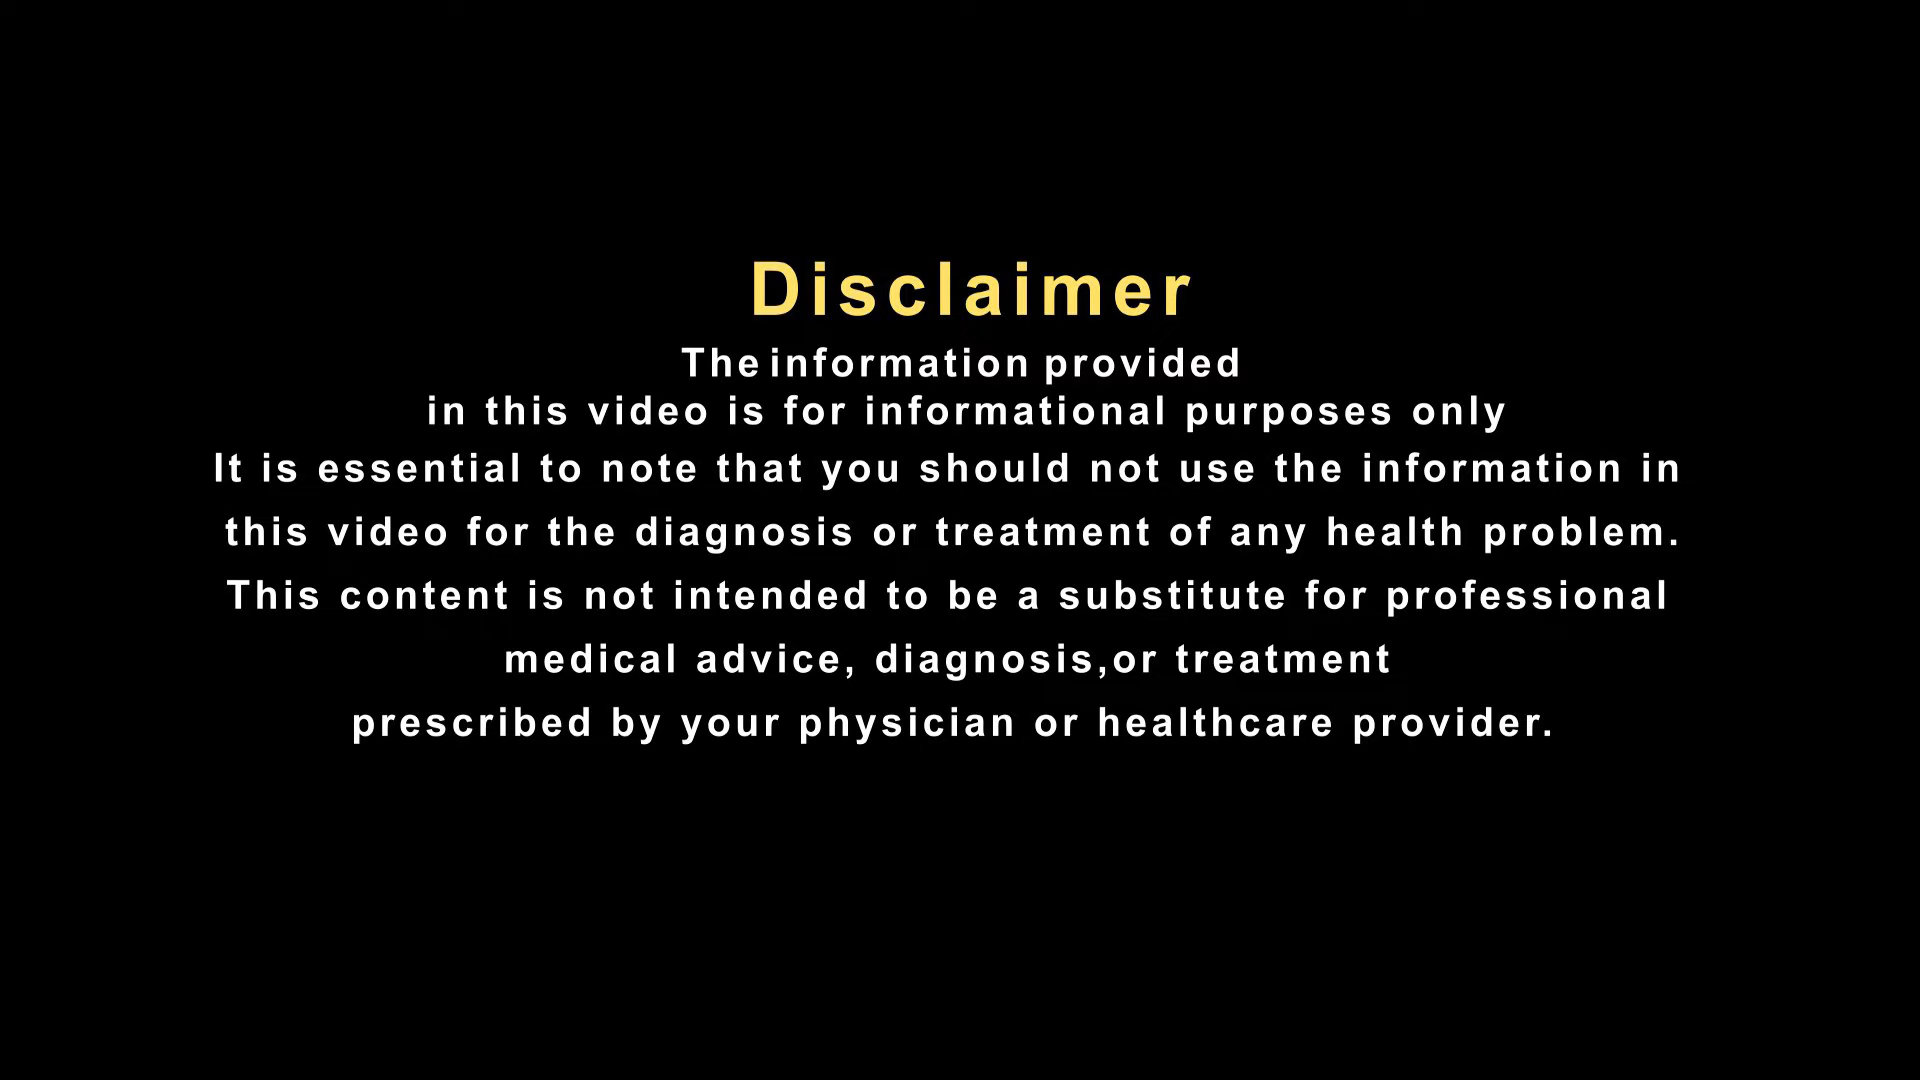 Disclaimer
The information provided
in this video is for informational purposes only
It is essential to note that you should not use the information in
this video for the diagnosis or treatment of any health problem.
This content is not intended to be a substitute for professional
medical advice, diagnosis,or treatment
prescribed by your physician or healthcare provider.